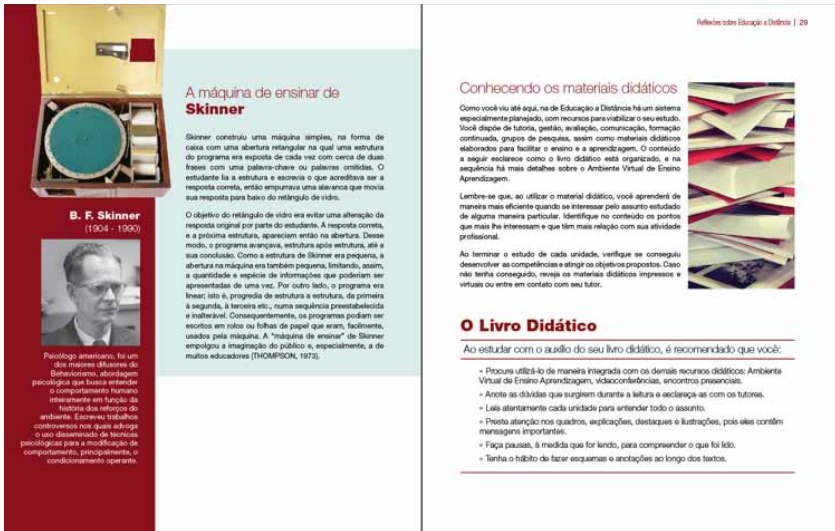 B. F. Skinner
(1904 - 1990)
Psicólogo americano, foi um
dos maiores difusores do
Behaviorismo, abordagem
psicológica que busca entender
o comportamento humano
inteiramente em função da
história dos reforços do
ambiente. Escreveu trabalhos
controversos nos quais advoga
o uso disseminado de técnicas
psicológicas para a modificação de
comportamento, principalmente, o
condicionamento operante.
A máquina de ensinar de
Skinner
Skinner construiu uma máquina simples, na forma de
caixa com uma abertura retangular na qual uma estrutura
do programa era exposta de cada vez com cerca de duas
frases com uma palavra-chave ou palavras omitidas. O
estudante lia a estrutura e escrevia o que acreditava ser a
resposta correta, então empurrava uma alavanca que movia
sua resposta para baixo do retângulo de vidro.
O objetivo do retângulo de vidro era evitar uma alteração da
resposta original por parte do estudante. A resposta correta,
e a próxima estrutura, apareciam então na abertura. Desse
modo, o programa avançava, estrutura após estrutura, até a
sua conclusão. Como a estrutura de Skinner era pequena, a
abertura na máquina era também pequena, limitando, assim,
a quantidade e espécie de informações que poderiam ser
apresentadas de uma vez. Por outro lado, o programa era
linear; isto é, progredia de estrutura a estrutura, da primeira
à segunda, à terceira etc., numa sequência preestabelecida
e inalterável. Consequentemente, os programas podiam ser
escritos em rolos ou folhas de papel que eram, facilmente,
usados pela máquina. A "máquina de ensinar" de Skinner
empolgou a imaginação do público e, especialmente, a de
muitos educadores (THOMPSON, 1973).
Reflexões sobre Educação a Distância | 29
Conhecendo os materiais didáticos
Como você viu até aqui, na de Educação a Distância há um sistema
especialmente planejado, com recursos para viabilizar o seu estudo.
Você dispõe de tutoria, gestão, avaliação, comunicação, formação
continuada, grupos de pesquisa, assim como materiais didáticos
elaborados para facilitar o ensino e a aprendizagem. O conteúdo
a seguir esclarece como o livro didático está organizado, e na
sequência há mais detalhes sobre o Ambiente Virtual de Ensino
Aprendizagem.
Lembre-se que, ao utilizar o material didático, você aprenderá de
maneira mais eficiente quando se interessar pelo assunto estudado
de alguma maneira particular. Identifique no conteúdo os pontos
que mais lhe interessam e que têm mais relação com sua atividade
profissional.
Ao terminar o estudo de cada unidade, verifique se conseguiu
desenvolver as competências e atingir os objetivos propostos. Caso
não tenha conseguido, reveja os materiais didáticos impressos e
virtuais ou entre em contato com seu tutor.
O Livro Didático
Ao estudar com o auxílio do seu livro didático, é recomendado que você:
» Procure utilizá-lo de maneira integrada com os demais recursos didáticos: Ambiente
Virtual de Ensino Aprendizagem, videoconferências, encontros presenciais.
» Anote as dúvidas que surgirem durante a leitura e esclareça-as com os tutores.
» Leia atentamente cada unidade para entender todo o assunto.
» Preste atenção nos quadros, explicações, destaques e ilustrações, pois eles contêm
mensagens importantes.
» Faça pausas, à medida que for lendo, para compreender o que foi lido.
» Tenha o hábito de fazer esquemas e anotações ao longo dos textos.